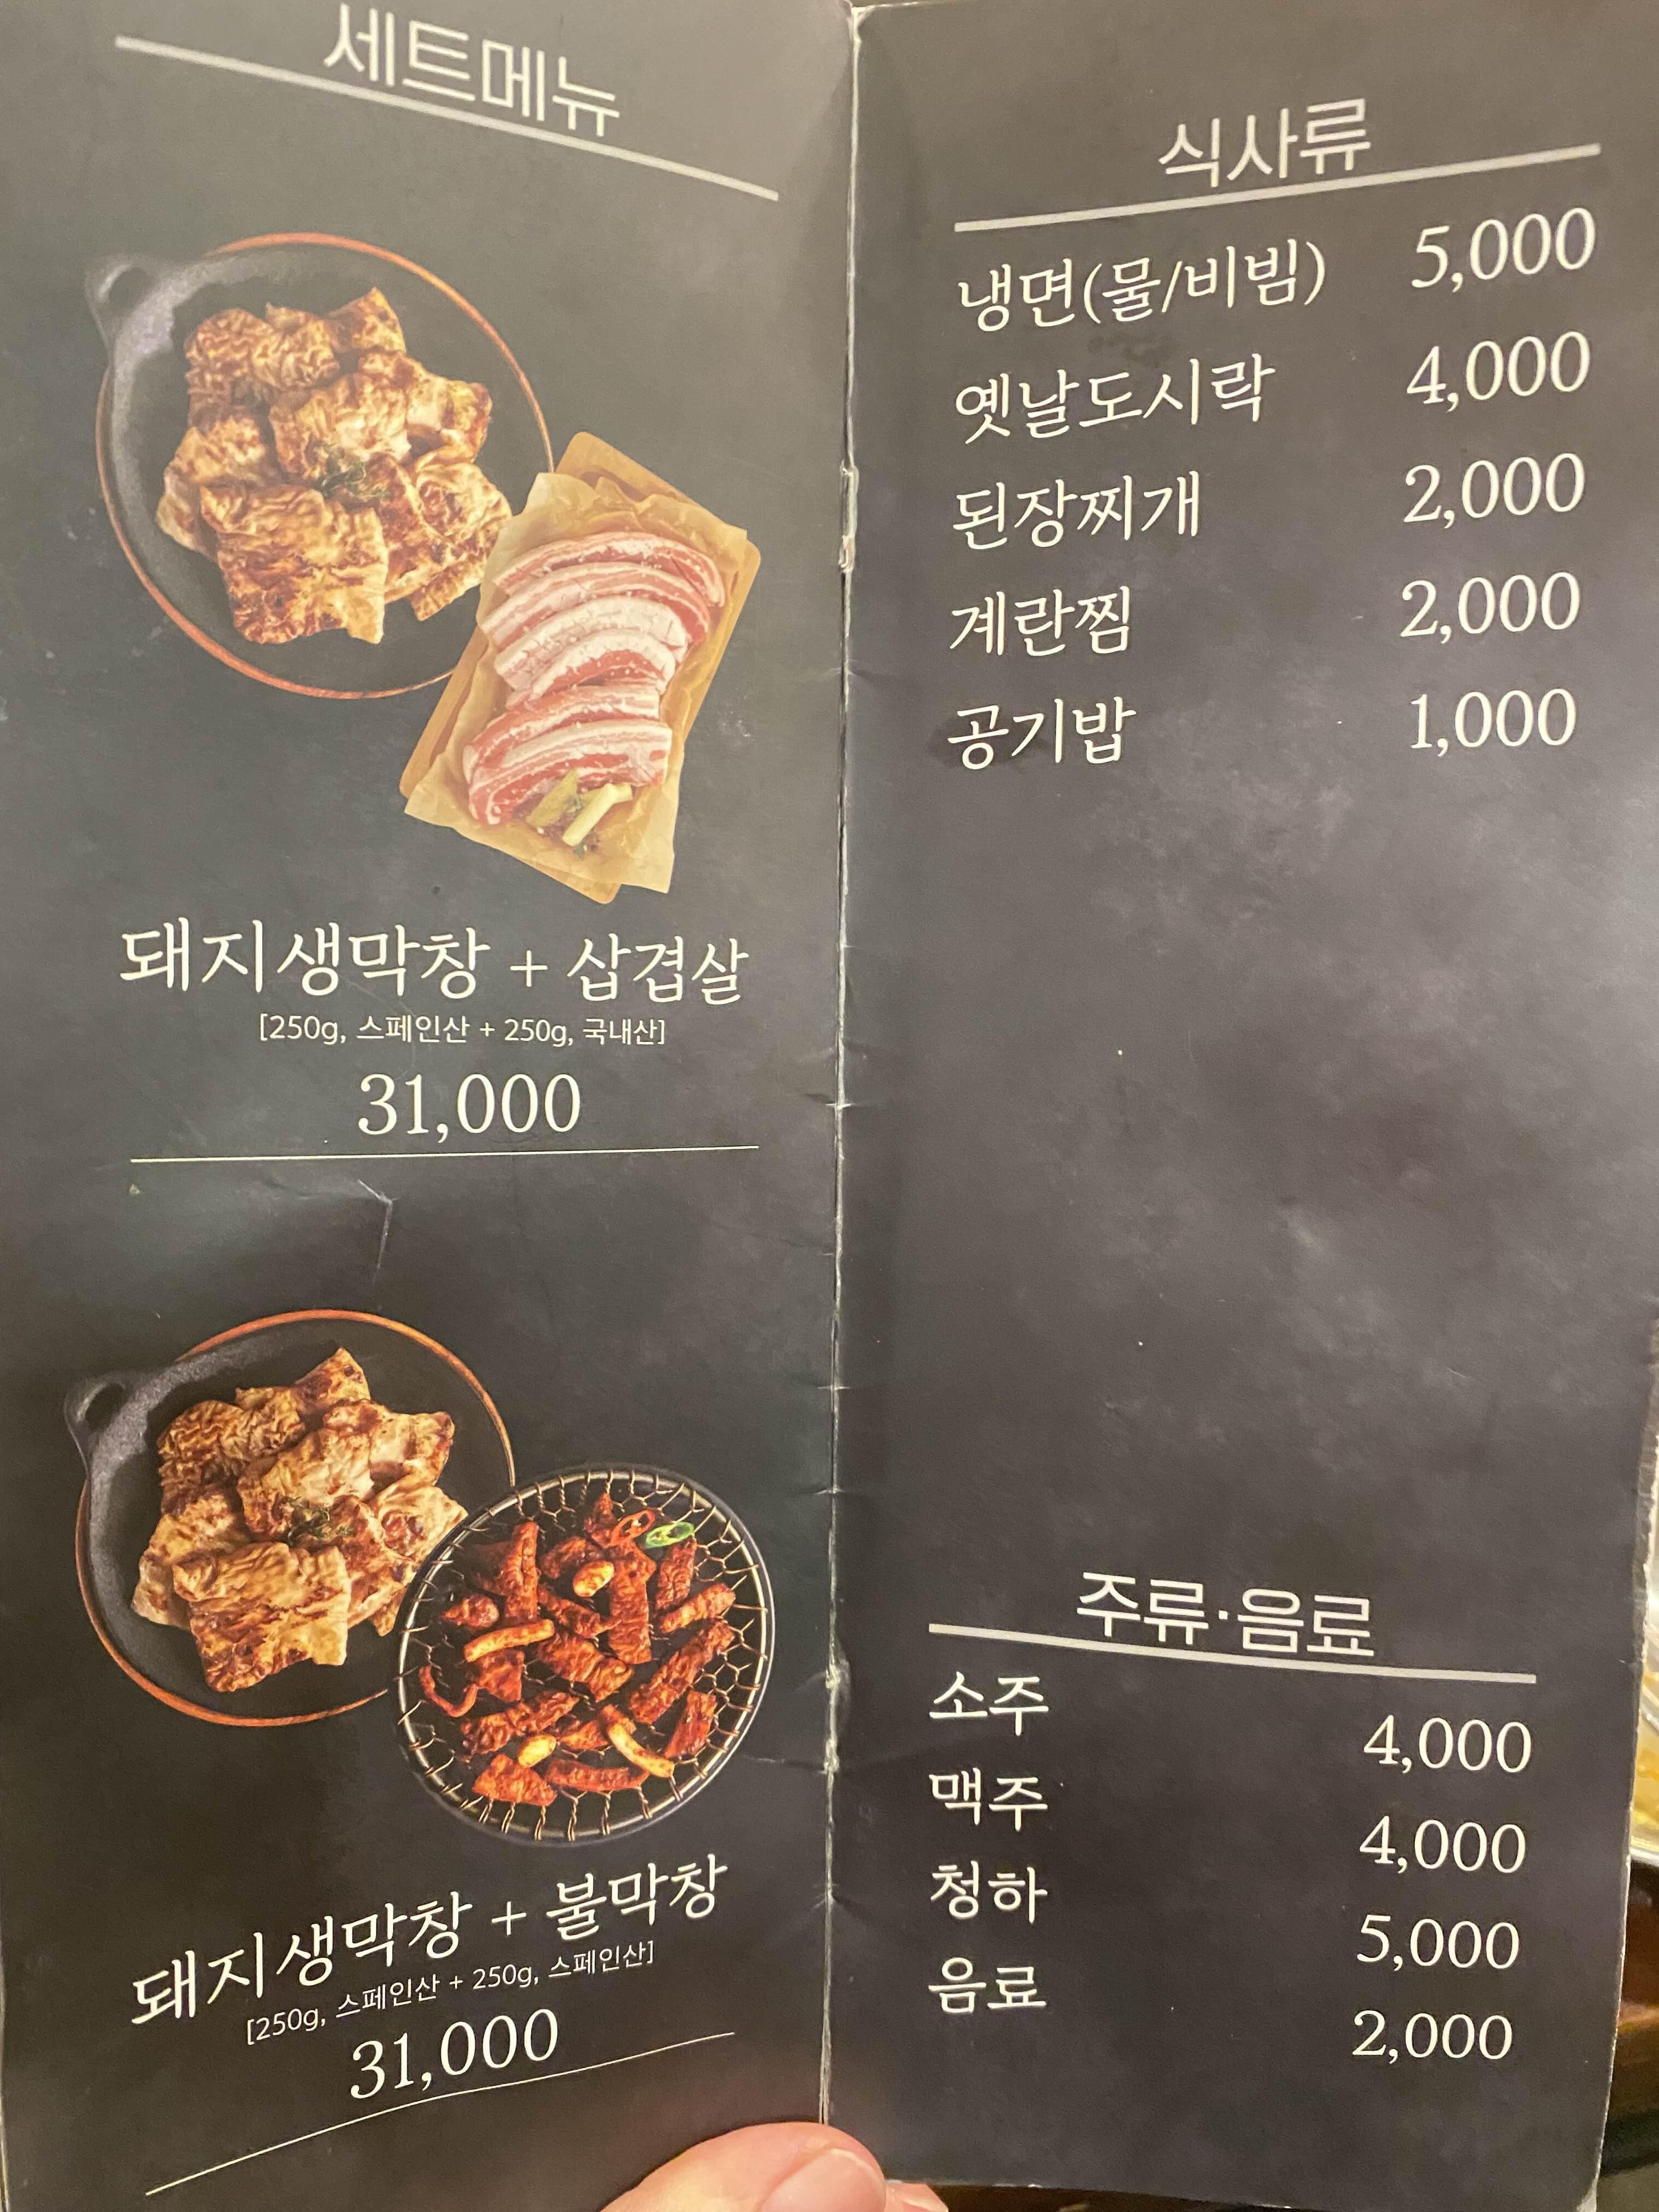 세트메뉴
돼지생막창 + 삼겹살
[250g, 스페인산 + 250g, 국내산]
31,000
돼지생막창 + 불막창
[250g, 스페인산 + 250g, 스페인산]
31,000
식사류
냉면(물/비빔) 5,000
옛날도시락 4,000
된장찌개 2,000
계란찜 2,000
공기밥 1,000
주류·음료
소주 4,000
맥주 4,000
청하 5,000
음료 2,000